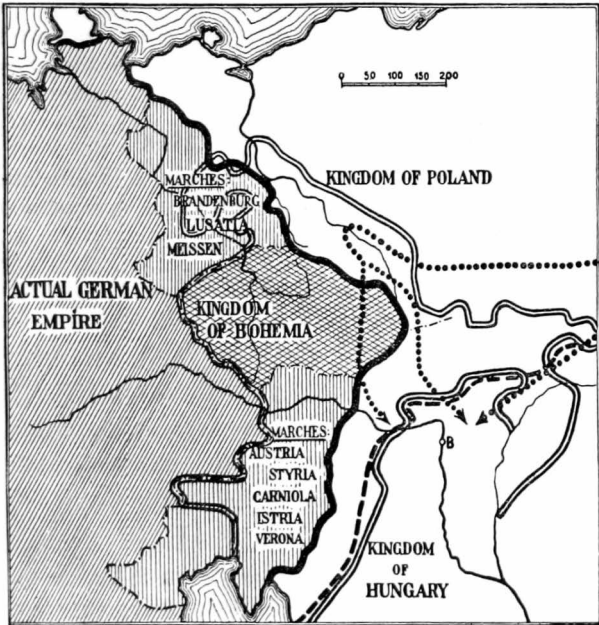 0 50 100 200
KINGDOM OF POLAND
MARCHES:
BRANDENBURG
LUSATIA
MEISSEN
ACTUAL GERMAN
EMPIRE
KINGDOM
OF BOHEMIA
MARCHES:
AUSTRIA
STYRIA
CARNIOLA
ISTRIA
VERONA
B
KINGDOM
OF
HUNGARY